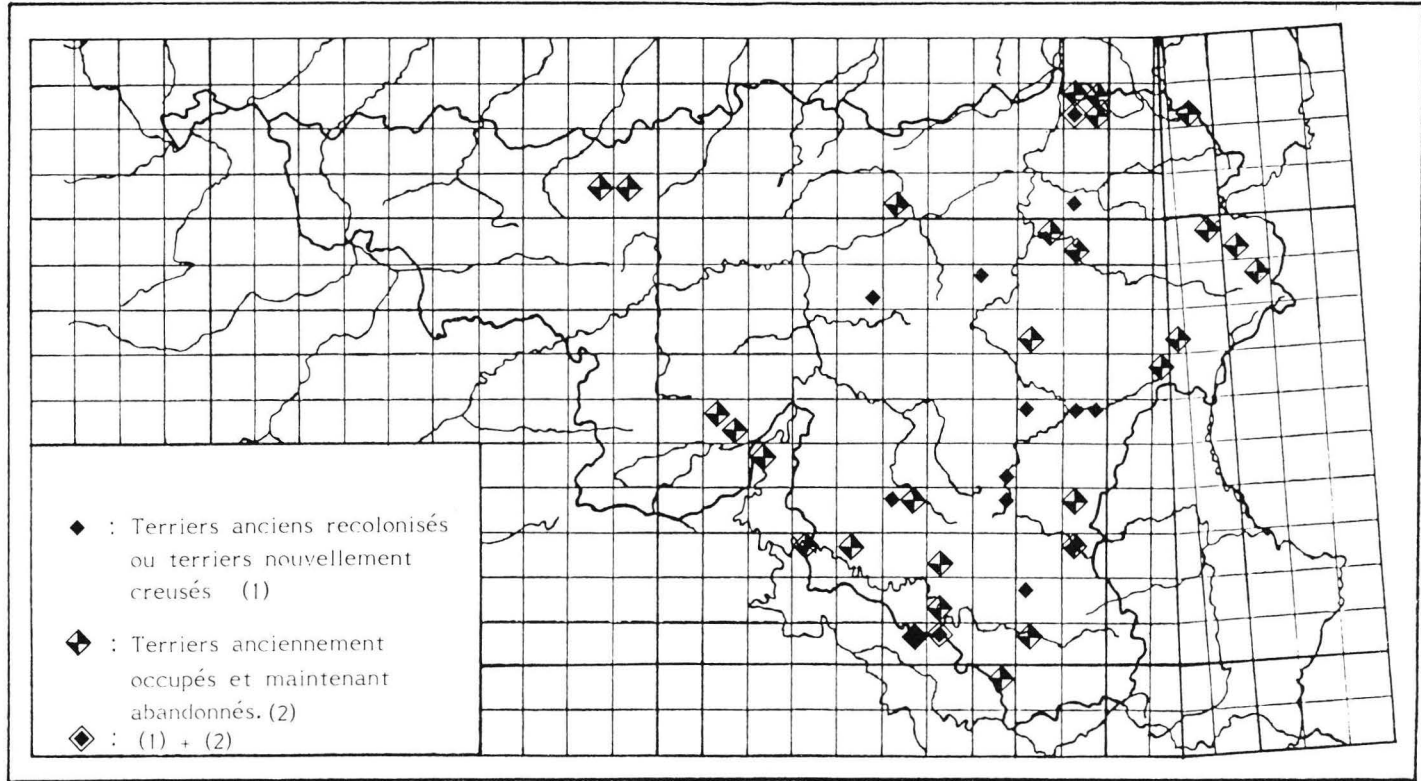 ◆ : Terriers anciens recolonisés
ou terriers nouvellement
creusés (1)
: Terriers anciennement
occupés et maintenant
abandonnés. (2)
: (1) + (2)